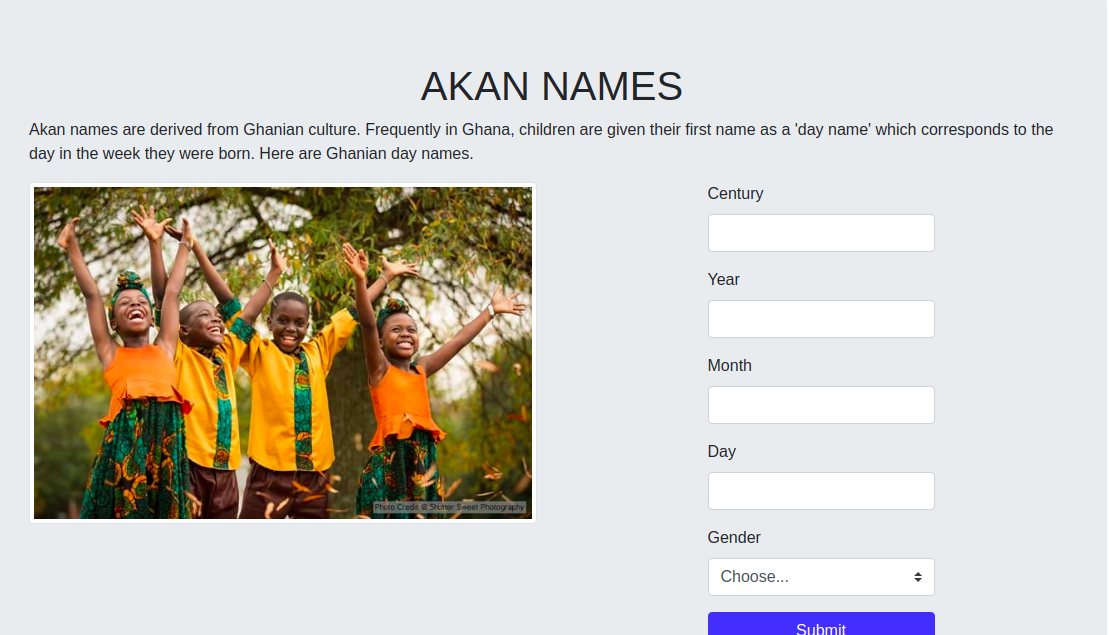 AKAN NAMES
Akan names are derived from Ghanian culture. Frequently in Ghana, children are given their first name as a 'day name' which corresponds to the
day in the week they were born. Here are Ghanian day names.
Century
Year
Month
Day
Photo Credit @ Shutter Sweet Photography
Gender
Choose...
Submit